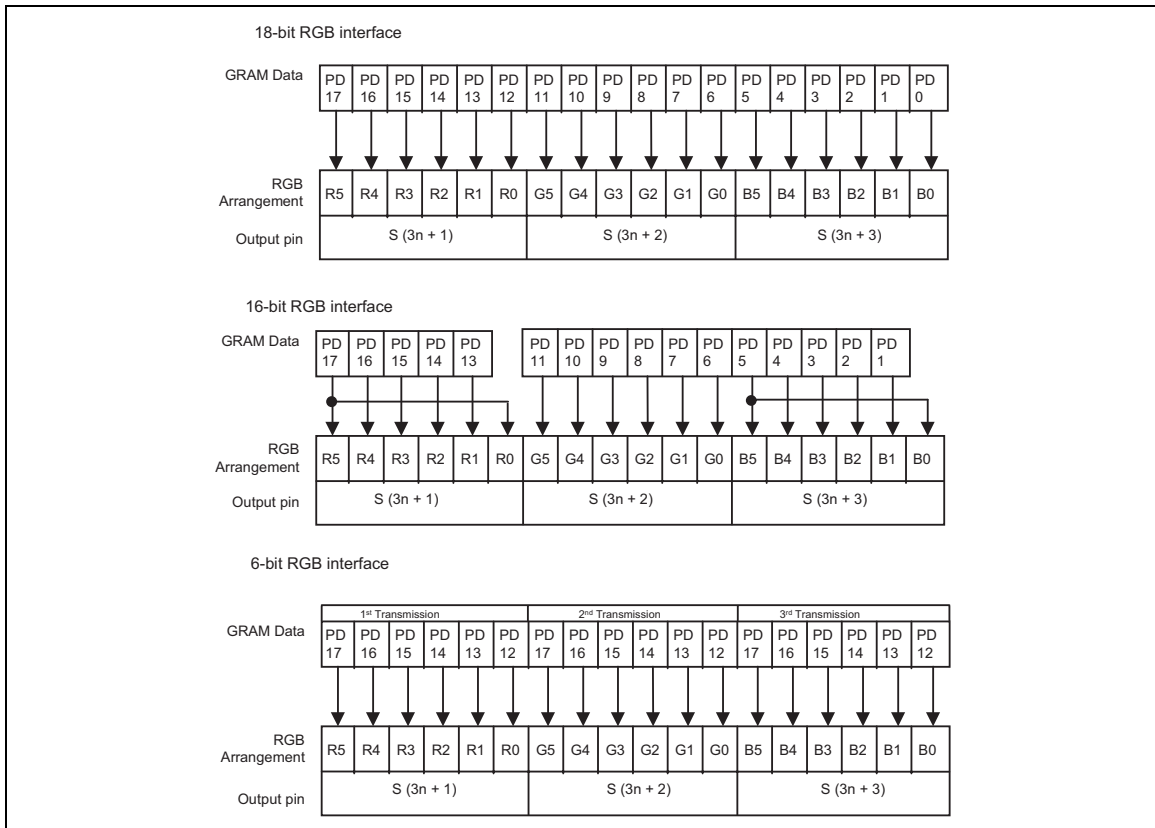 18-bit RGB interface
GRAM Data
PD 17 PD 16 PD 15 PD 14 PD 13 PD 12 PD 11 PD 10 PD 9 PD 8 PD 7 PD 6 PD 5 PD 4 PD 3 PD 2 PD 1 PD 0
RGB
Arrangement
R5 R4 R3 R2 R1 R0 G5 G4 G3 G2 G1 G0 B5 B4 B3 B2 B1 B0
Output pin
S (3n + 1) S (3n + 2) S (3n + 3)
16-bit RGB interface
GRAM Data
PD 17 PD 16 PD 15 PD 14 PD 13 PD 11 PD 10 PD 9 PD 8 PD 7 PD 6 PD 5 PD 4 PD 3 PD 2 PD 1
RGB
Arrangement
R5 R4 R3 R2 R1 R0 G5 G4 G3 G2 G1 G0 B5 B4 B3 B2 B1 B0
Output pin
S (3n + 1) S (3n + 2) S (3n + 3)
6-bit RGB interface
1st Transmission 2nd Transmission 3rd Transmission
GRAM Data
PD 17 PD 16 PD 15 PD 14 PD 13 PD 12 PD 17 PD 16 PD 15 PD 14 PD 13 PD 12 PD 17 PD 16 PD 15 PD 14 PD 13 PD 12
RGB
Arrangement
R5 R4 R3 R2 R1 R0 G5 G4 G3 G2 G1 G0 B5 B4 B3 B2 B1 B0
Output pin
S (3n + 1) S (3n + 2) S (3n + 3)